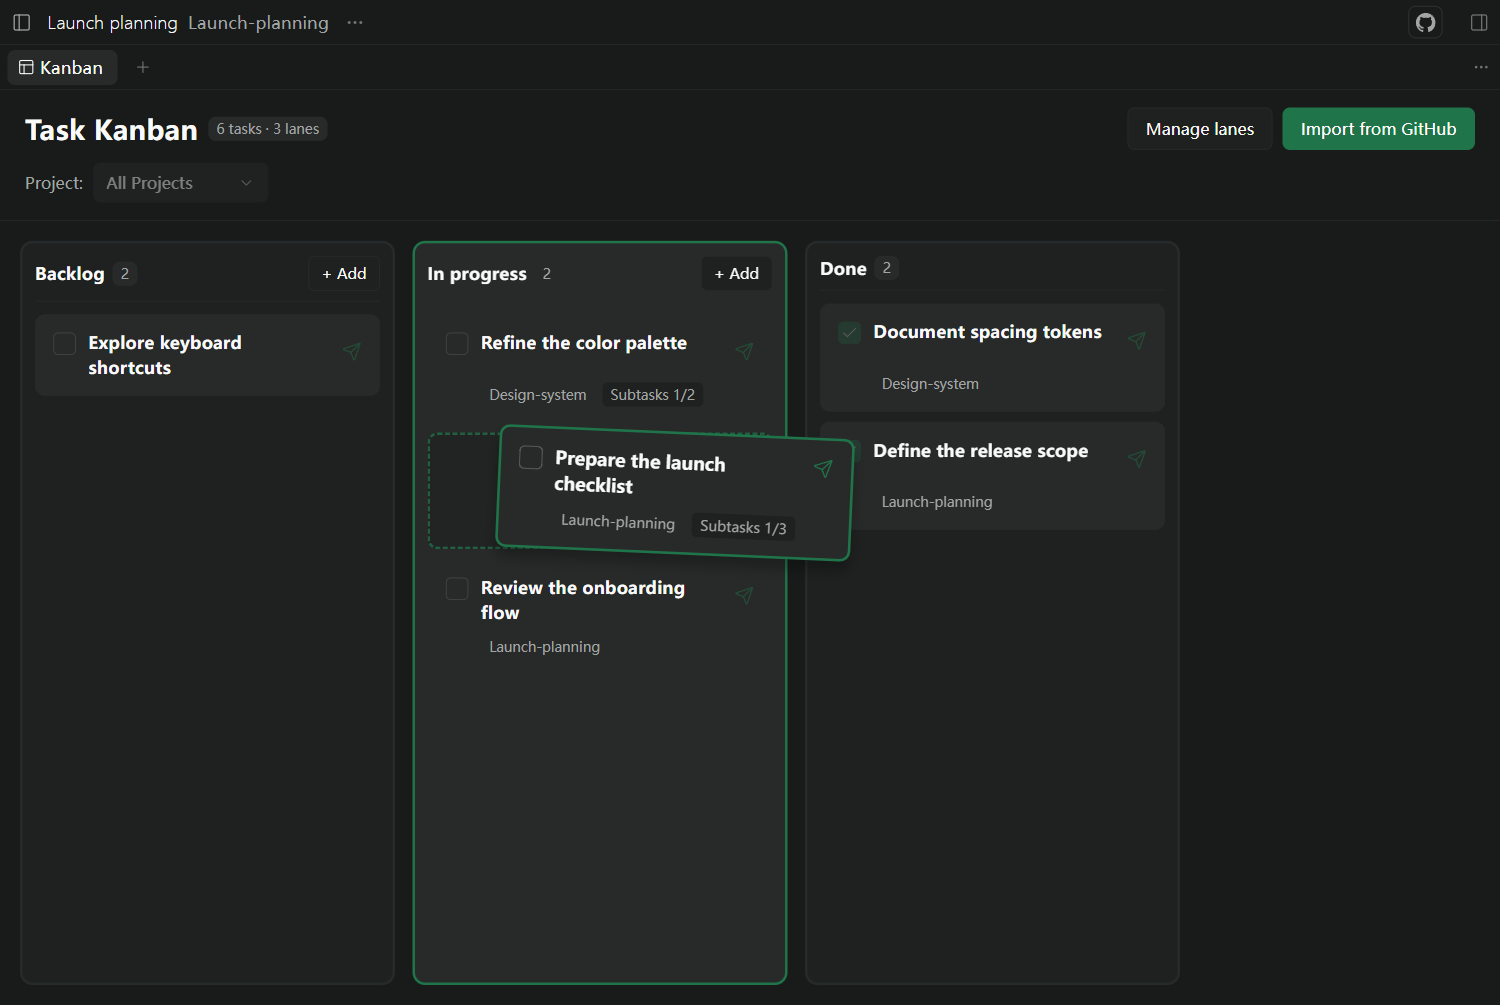 Launch planning Launch-planning
Kanban
Task Kanban 6 tasks · 3 lanes
Manage lanes
Import from GitHub
Project: All Projects
Backlog 2
+ Add
Explore keyboard
shortcuts
In progress 2
+ Add
Refine the color palette
Design-system Subtasks 1/2
Prepare the launch
checklist
Launch-planning Subtasks 1/3
Review the onboarding
flow
Launch-planning
Done 2
Document spacing tokens
Design-system
Define the release scope
Launch-planning